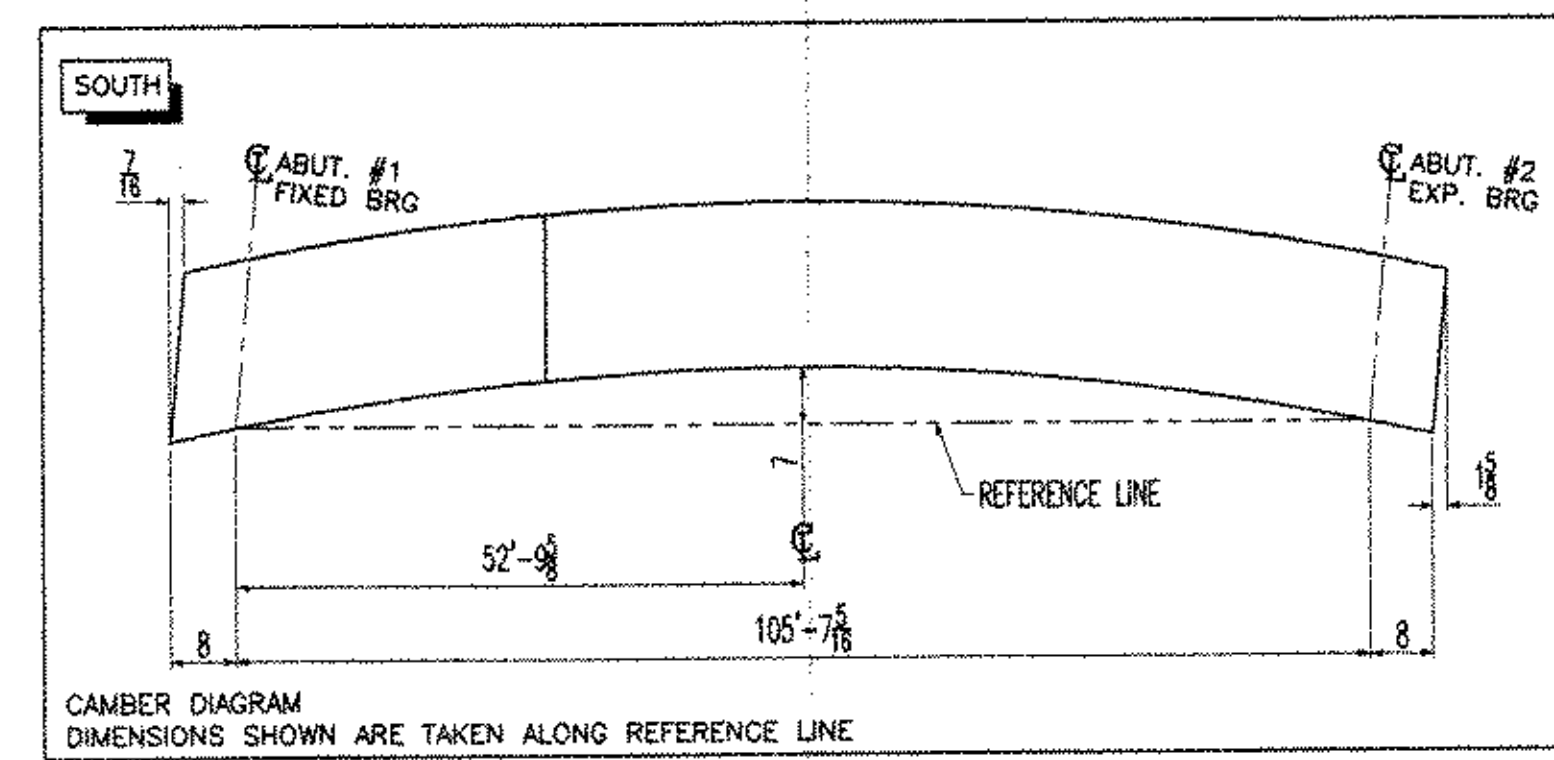 SOUTH
7/16
℄ ABUT. #1
FIXED BRG
℄ ABUT. #2
EXP. BRG
7
REFERENCE LINE
1 5/8
52'-9 5/8
℄
105'-7 5/16
8
8
CAMBER DIAGRAM
DIMENSIONS SHOWN ARE TAKEN ALONG REFERENCE LINE